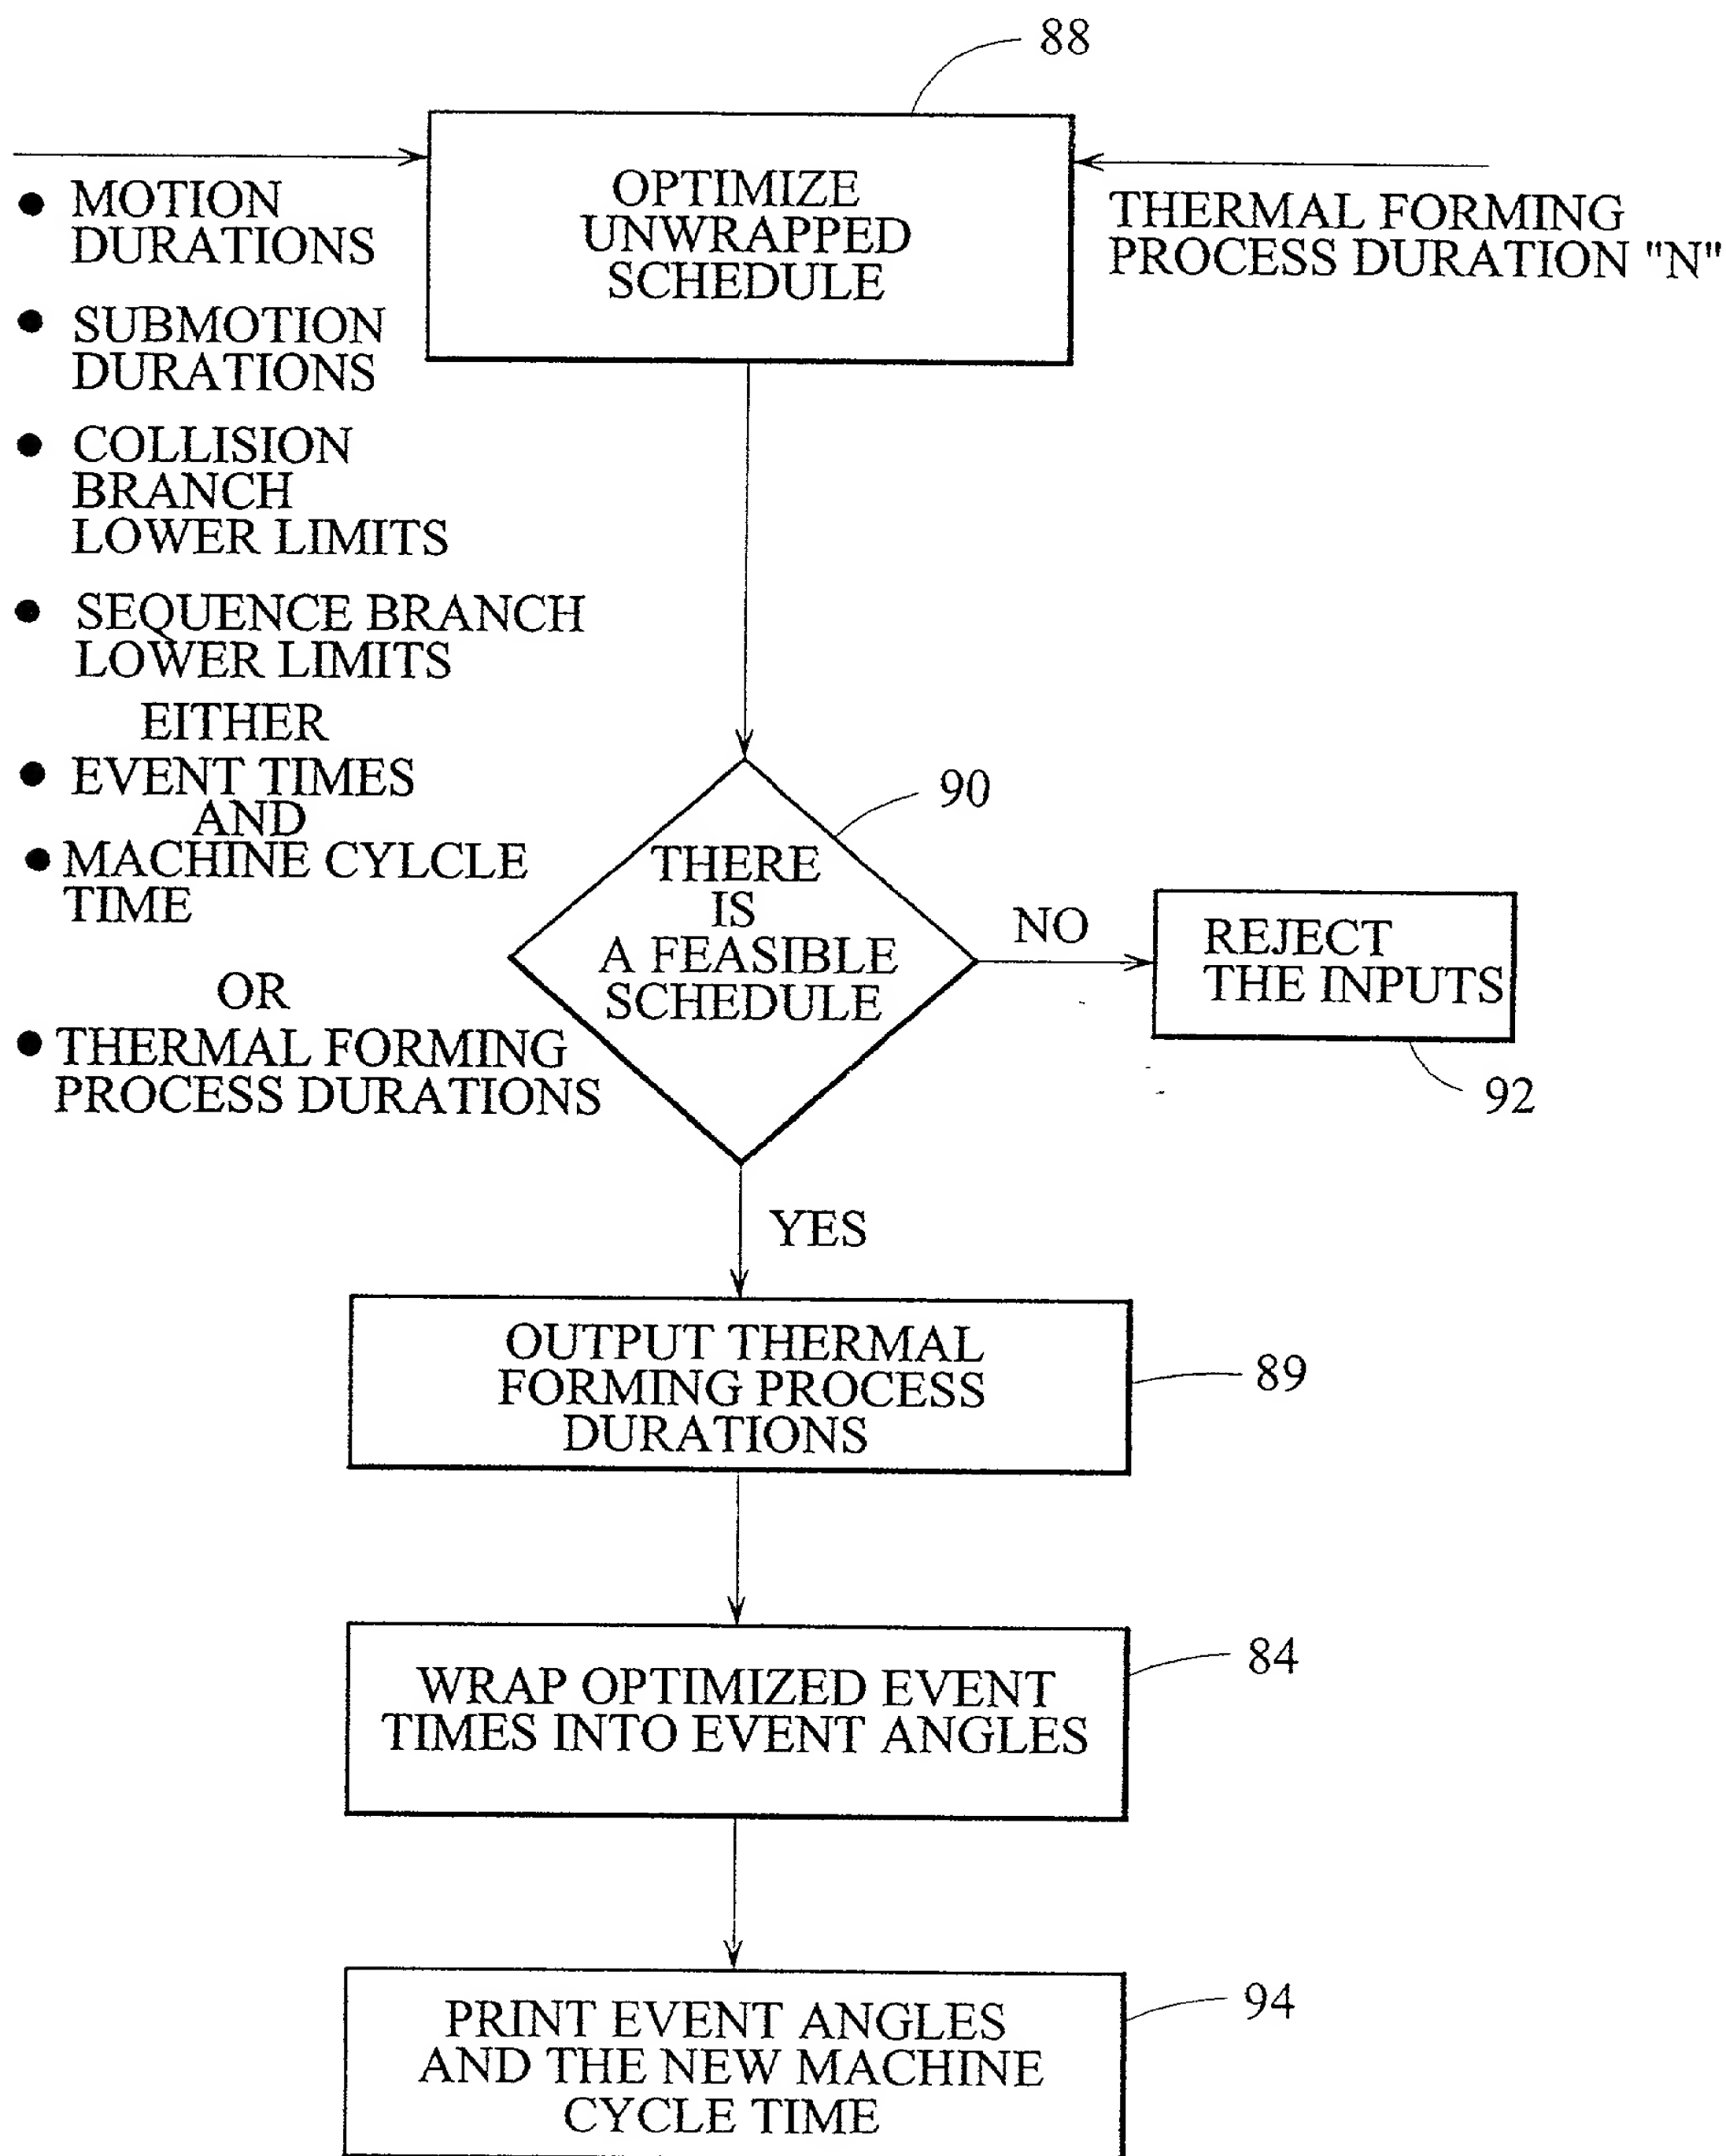 88
OPTIMIZE
UNWRAPPED
SCHEDULE
THERMAL FORMING
PROCESS DURATION "N"
● MOTION
DURATIONS
● SUBMOTION
DURATIONS
● COLLISION
BRANCH
LOWER LIMITS
● SEQUENCE BRANCH
LOWER LIMITS
EITHER
● EVENT TIMES
AND
● MACHINE CYLCLE
TIME
OR
● THERMAL FORMING
PROCESS DURATIONS
90
THERE
IS
A FEASIBLE
SCHEDULE
NO
REJECT
THE INPUTS
92
YES
OUTPUT THERMAL
FORMING PROCESS
DURATIONS
89
WRAP OPTIMIZED EVENT
TIMES INTO EVENT ANGLES
84
PRINT EVENT ANGLES
AND THE NEW MACHINE
CYCLE TIME
94